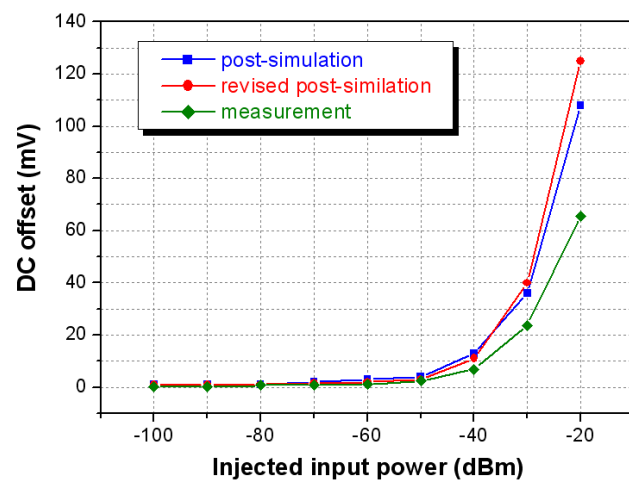 post-simulation
revised post-similation
measurement
140
120
100
80
60
40
20
0
DC offset (mV)
-100 -80 -60 -40 -20
Injected input power (dBm)